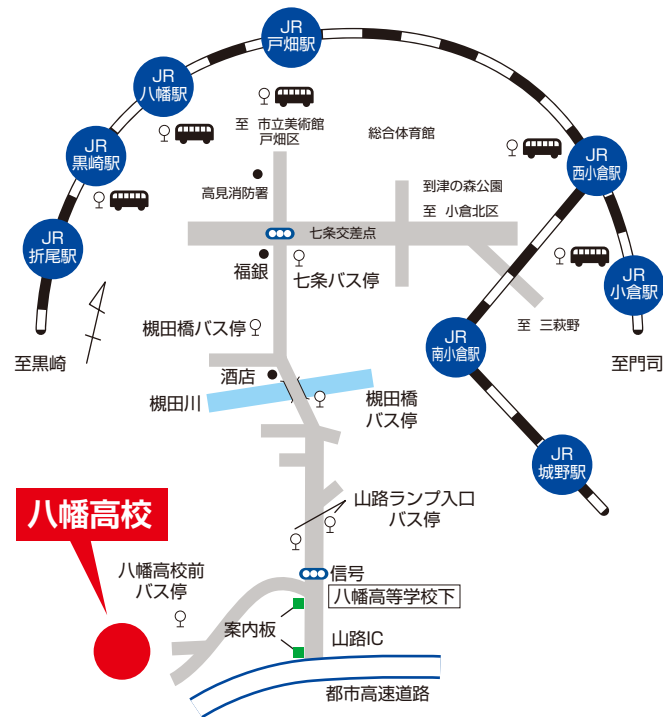 JR
戸畑駅
JR
八幡駅
JR
黒崎駅
JR
折尾駅
至黒崎
至 市立美術館
戸畑区
総合体育館
高見消防署
到津の森公園
至 小倉北区
七条交差点
福銀
七条バス停
JR
西小倉駅
JR
小倉駅
至 三萩野
至門司
JR
南小倉駅
JR
城野駅
槻田橋バス停
酒店
槻田川
槻田橋
バス停
山路ランプ入口
バス停
八幡高校
八幡高校前
バス停
信号
八幡高等学校下
案内板
山路IC
都市高速道路